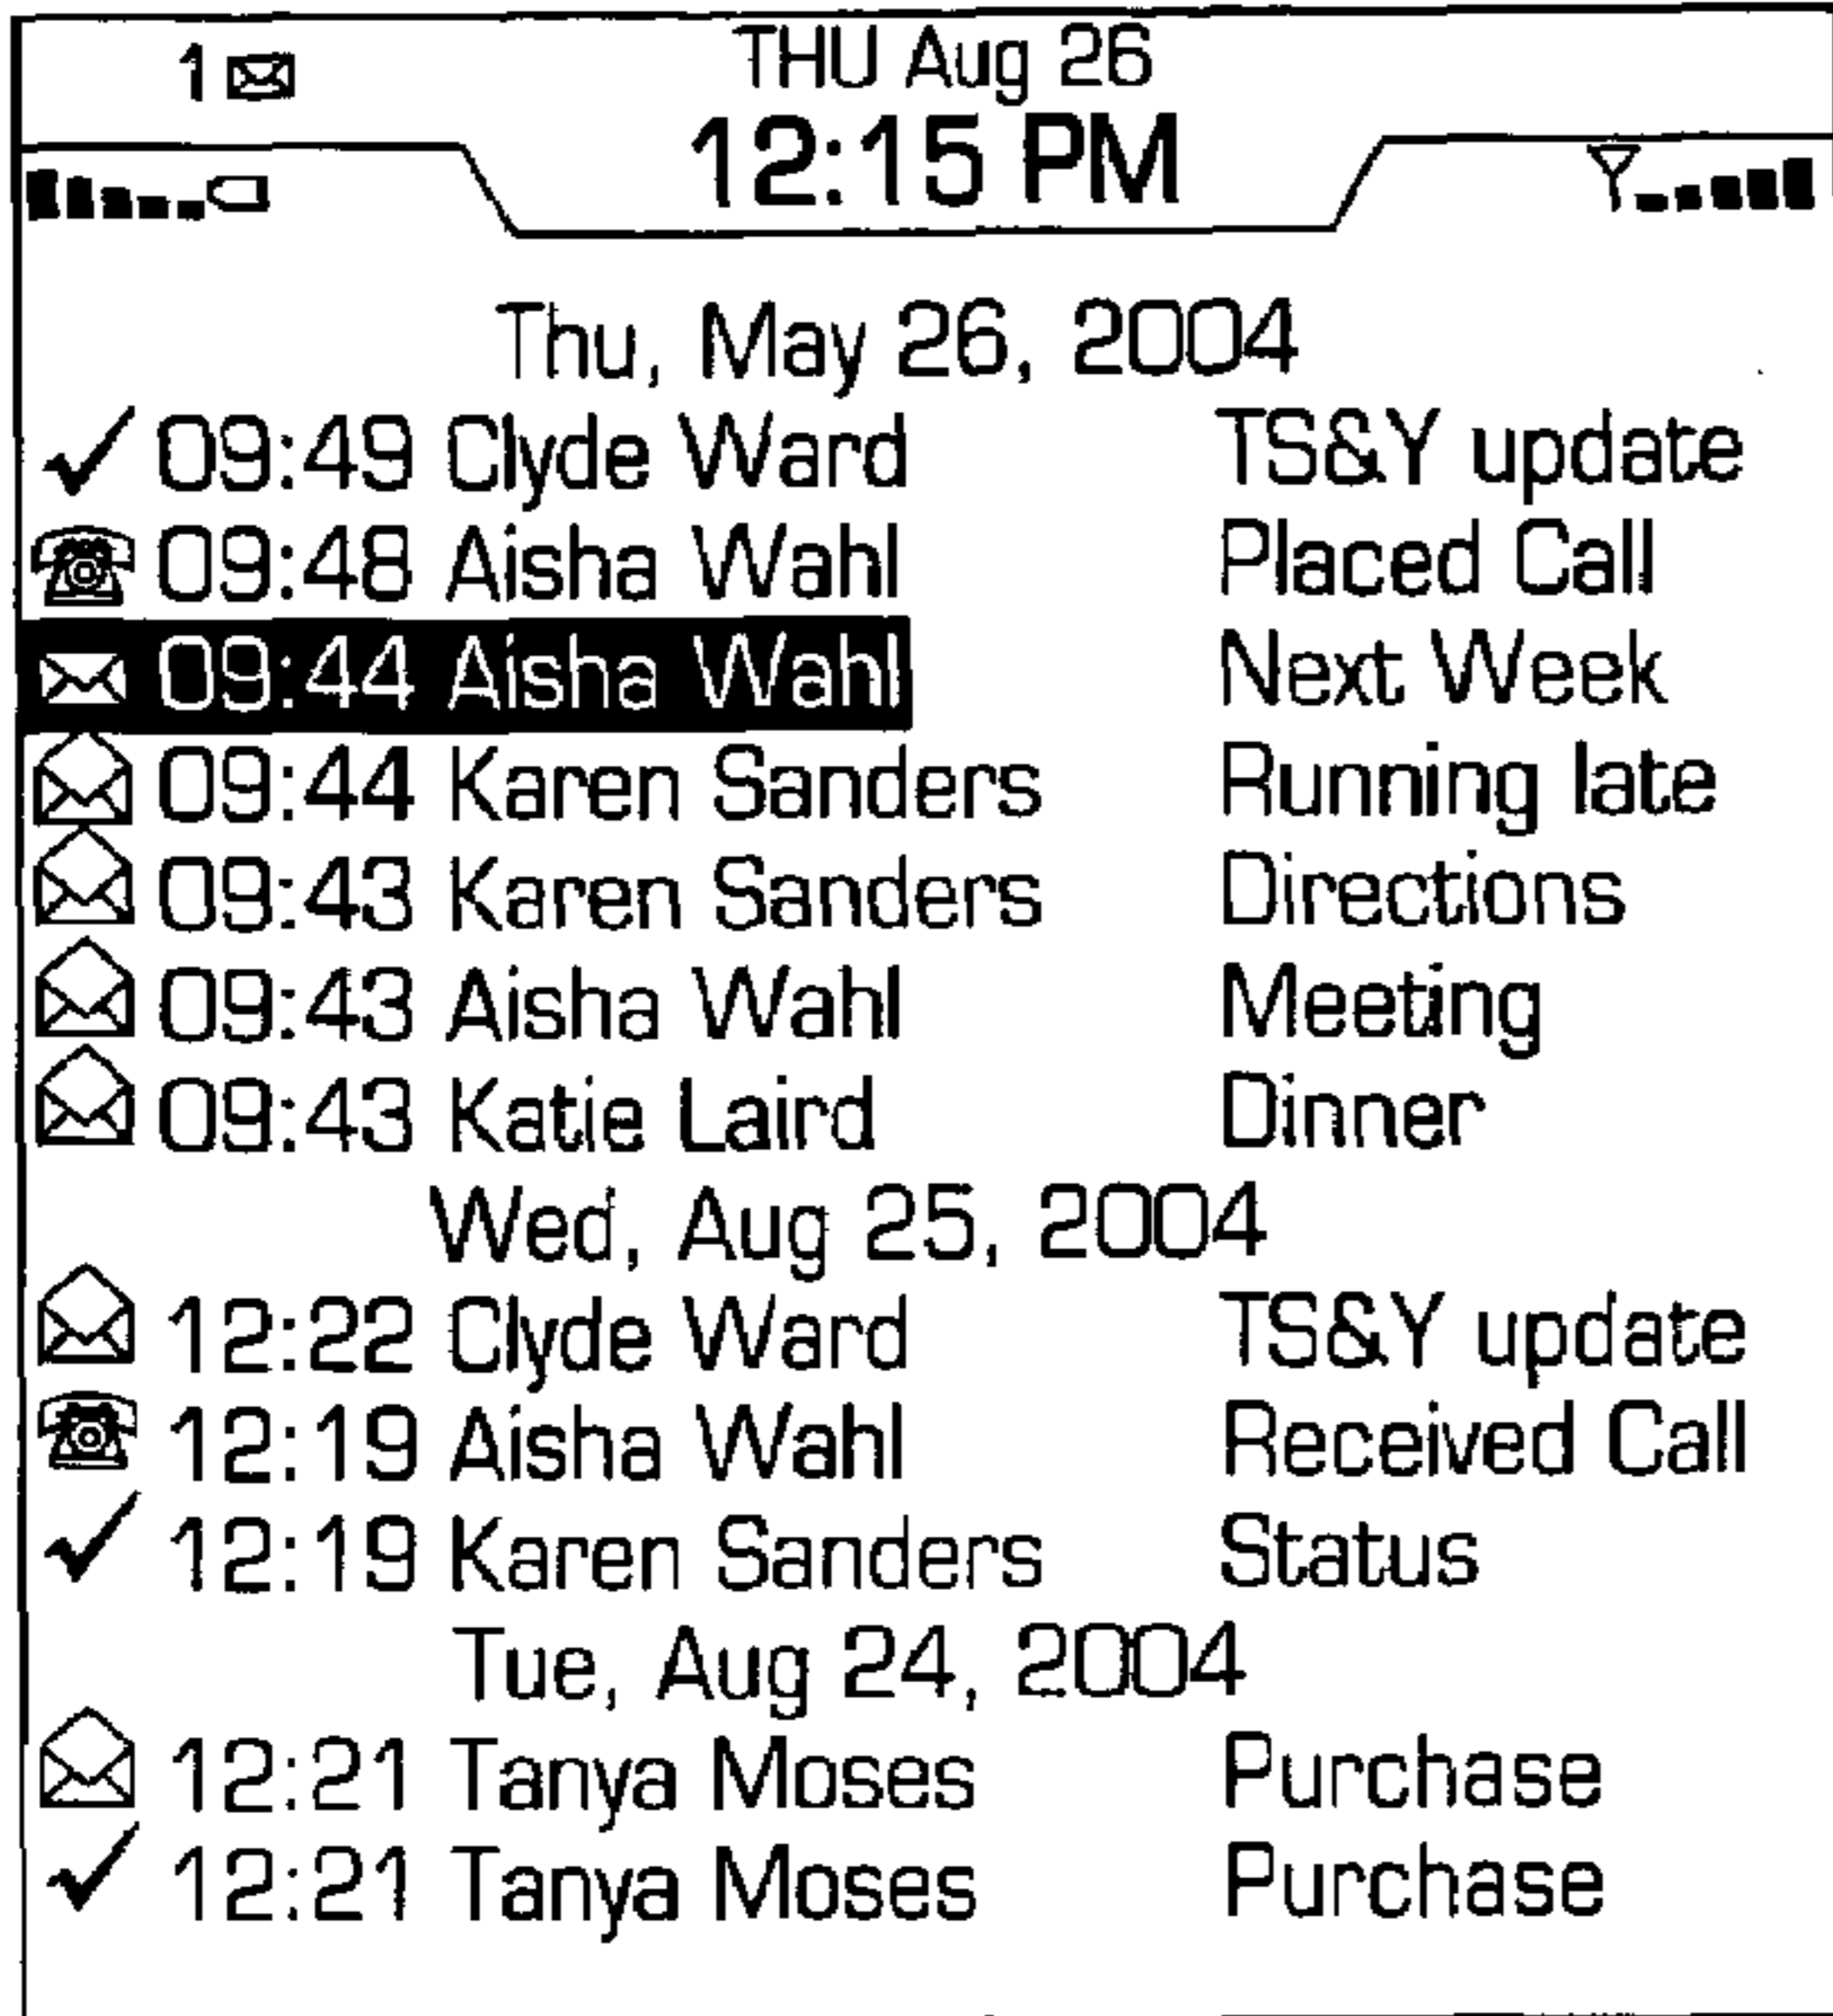 1
THU Aug 26
12:15 PM
Thu, May 26, 2004
09:49 Clyde Ward TS&Y update
09:48 Aisha Wahl Placed Call
09:44 Aisha Wahl Next Week
09:44 Karen Sanders Running late
09:43 Karen Sanders Directions
09:43 Aisha Wahl Meeting
09:43 Katie Laird Dinner
Wed, Aug 25, 2004
12:22 Clyde Ward TS&Y update
12:19 Aisha Wahl Received Call
12:19 Karen Sanders Status
Tue, Aug 24, 2004
12:21 Tanya Moses Purchase
12:21 Tanya Moses Purchase